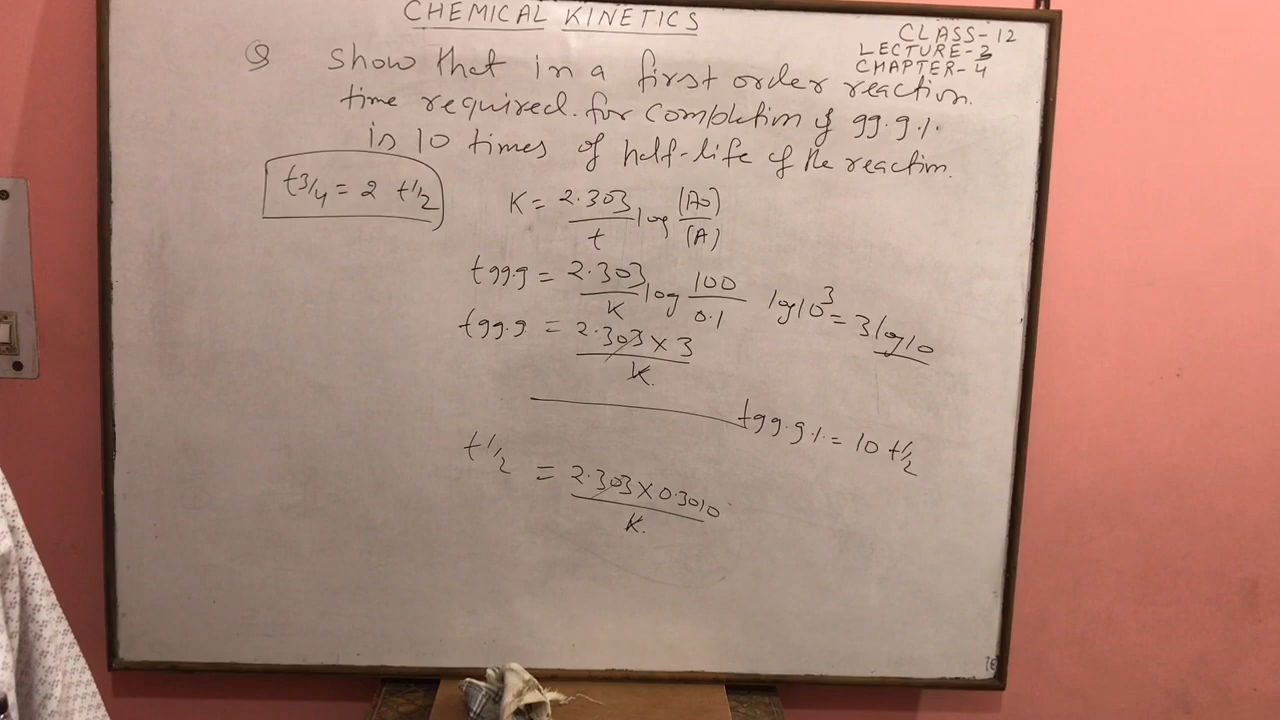 CHEMICAL KINETICS
CLASS-12
LECTURE-3
CHAPTER-4
Q Show that in a first order reaction
time required for completion of 99.9%
is 10 times of half-life of the reaction.
t3/4 = 2 t1/2
K = 2.303/t log (A0)/(A)
t99.9 = 2.303/K log 100/0.1 log10³ = 3log10
t99.9 = 2.303 x 3/K.
t99.9% = 10 t1/2
t1/2 = 2.303 x 0.3010/K.